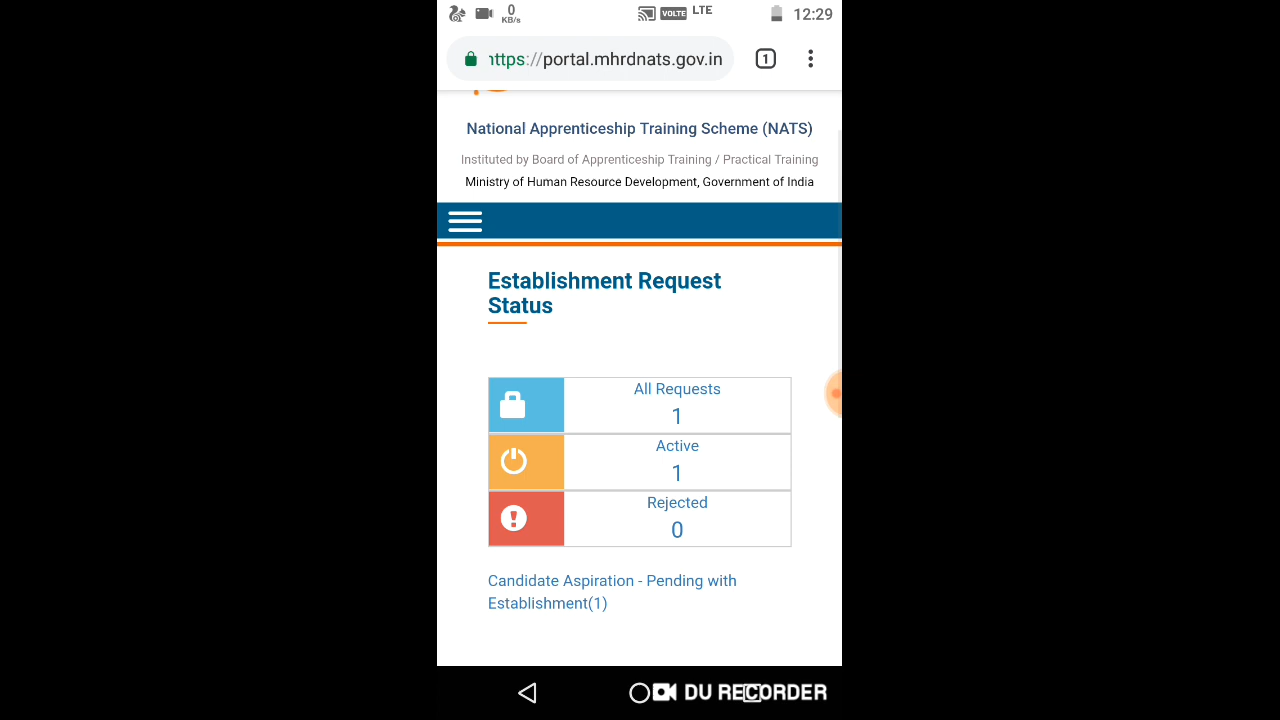 0
KB/s
VOLTE
LTE
12:29
https://portal.mhrdnats.gov.in
1
National Apprenticeship Training Scheme (NATS)
Instituted by Board of Apprenticeship Training / Practical Training
Ministry of Human Resource Development, Government of India
Establishment Request
Status
All Requests
1
Active
1
Rejected
0
Candidate Aspiration - Pending with
Establishment(1)
DU RECORDER